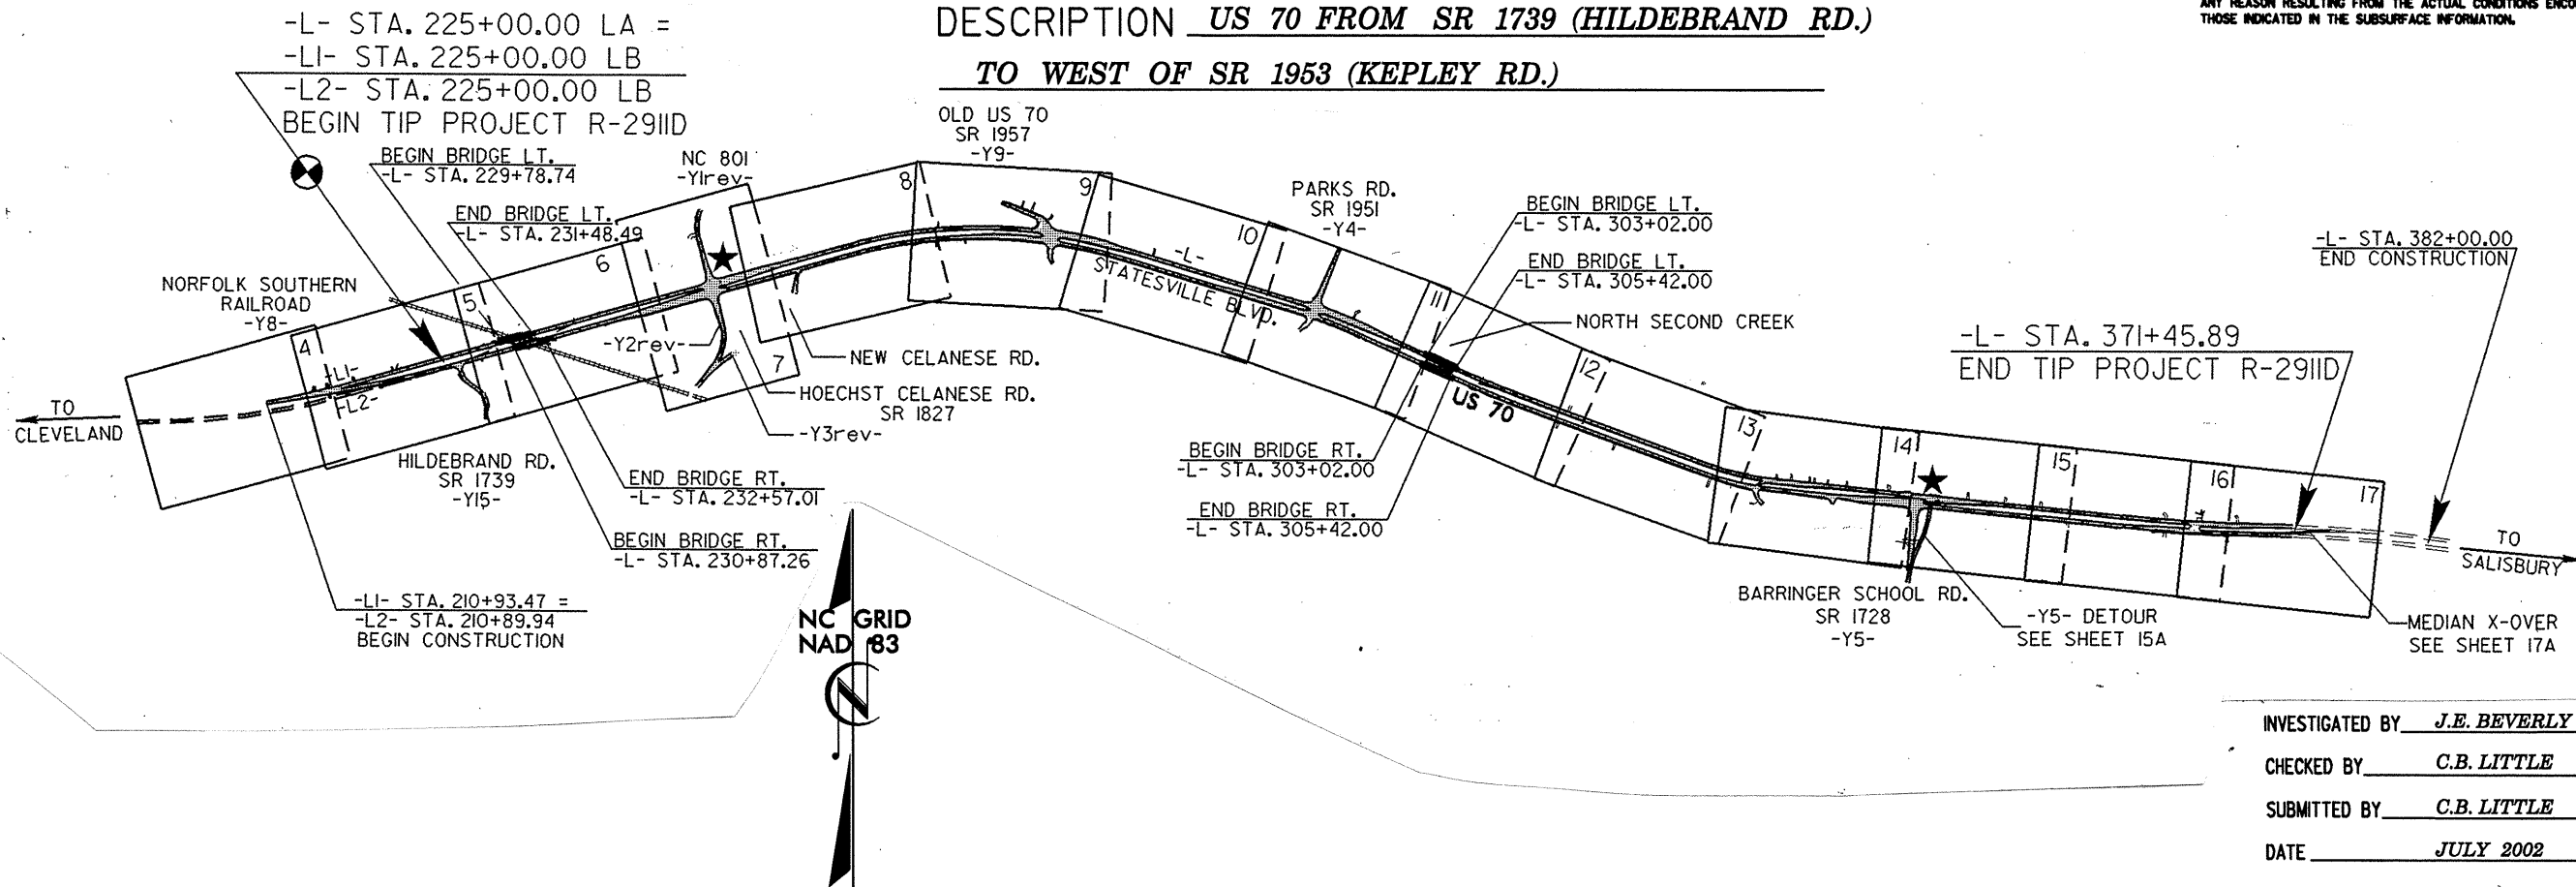 ANY REASON RESULTING FROM THE ACTUAL CONDITIONS
THOSE INDICATED IN THE SUBSURFACE INFORMATION.
DESCRIPTION US 70 FROM SR 1739 (HILDEBRAND RD.)
TO WEST OF SR 1953 (KEPLEY RD.)
-L- STA. 225+00.00 LA =
-L1- STA. 225+00.00 LB
-L2- STA. 225+00.00 LB
BEGIN TIP PROJECT R-2911D
BEGIN BRIDGE LT.
-L- STA. 229+78.74
END BRIDGE LT.
-L- STA. 231+48.49
NC 801
-Y1rev-
OLD US 70
SR 1957
-Y9-
PARKS RD.
SR 1951
-Y4-
BEGIN BRIDGE LT.
-L- STA. 303+02.00
END BRIDGE LT.
-L- STA. 305+42.00
NORTH SECOND CREEK
-L- STA. 382+00.00
END CONSTRUCTION
-L- STA. 371+45.89
END TIP PROJECT R-2911D
NORFOLK SOUTHERN
RAILROAD
-Y8-
4
5
6
7
8
9
10
11
12
13
14
15
16
17
-L1-
-L2-
-L-
STATESVILLE BLVD.
US 70
-Y2rev-
NEW CELANESE RD.
HOECHST CELANESE RD.
SR 1827
-Y3rev-
TO
CLEVELAND
HILDEBRAND RD.
SR 1739
-Y15-
END BRIDGE RT.
-L- STA. 232+57.01
BEGIN BRIDGE RT.
-L- STA. 230+87.26
-L1- STA. 210+93.47 =
-L2- STA. 210+89.94
BEGIN CONSTRUCTION
BEGIN BRIDGE RT.
-L- STA. 303+02.00
END BRIDGE RT.
-L- STA. 305+42.00
BARRINGER SCHOOL RD.
SR 1728
-Y5-
-Y5- DETOUR
SEE SHEET 15A
MEDIAN X-OVER
SEE SHEET 17A
TO
SALISBURY
NC GRID
NAD 83
N
INVESTIGATED BY J.E. BEVERLY
CHECKED BY C.B. LITTLE
SUBMITTED BY C.B. LITTLE
DATE JULY 2002